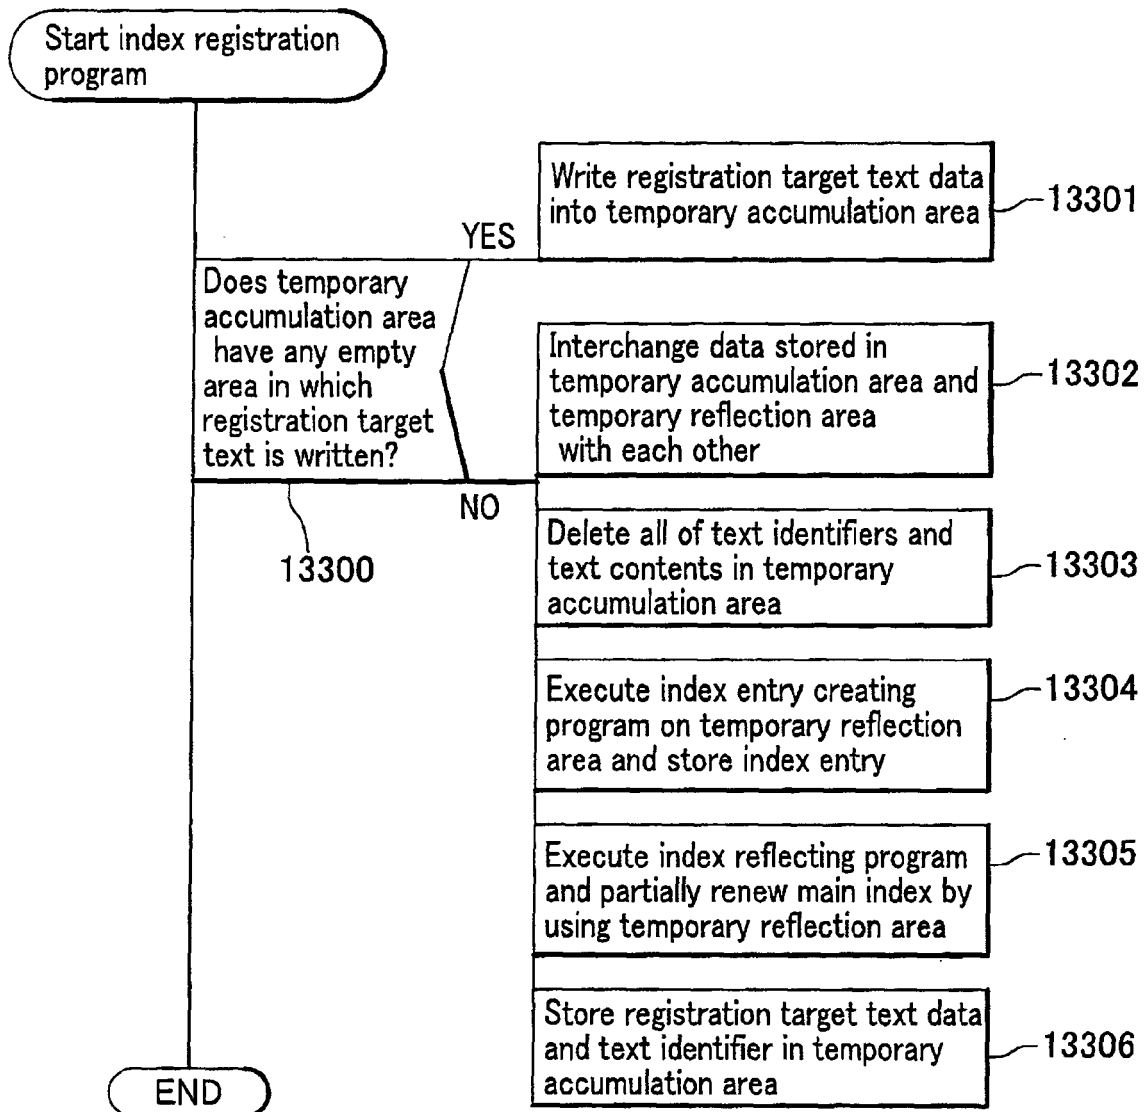 Start index registration
program
Write registration target text data
into temporary accumulation area
13301
YES
Does temporary
accumulation area
have any empty
area in which
registration target
text is written?
NO
13300
Interchange data stored in
temporary accumulation area and
temporary reflection area
with each other
13302
Delete all of text identifiers and
text contents in temporary
accumulation area
13303
Execute index entry creating
program on temporary reflection
area and store index entry
13304
Execute index reflecting program
and partially renew main index by
using temporary reflection area
13305
Store registration target text data
and text identifier in temporary
accumulation area
13306
END